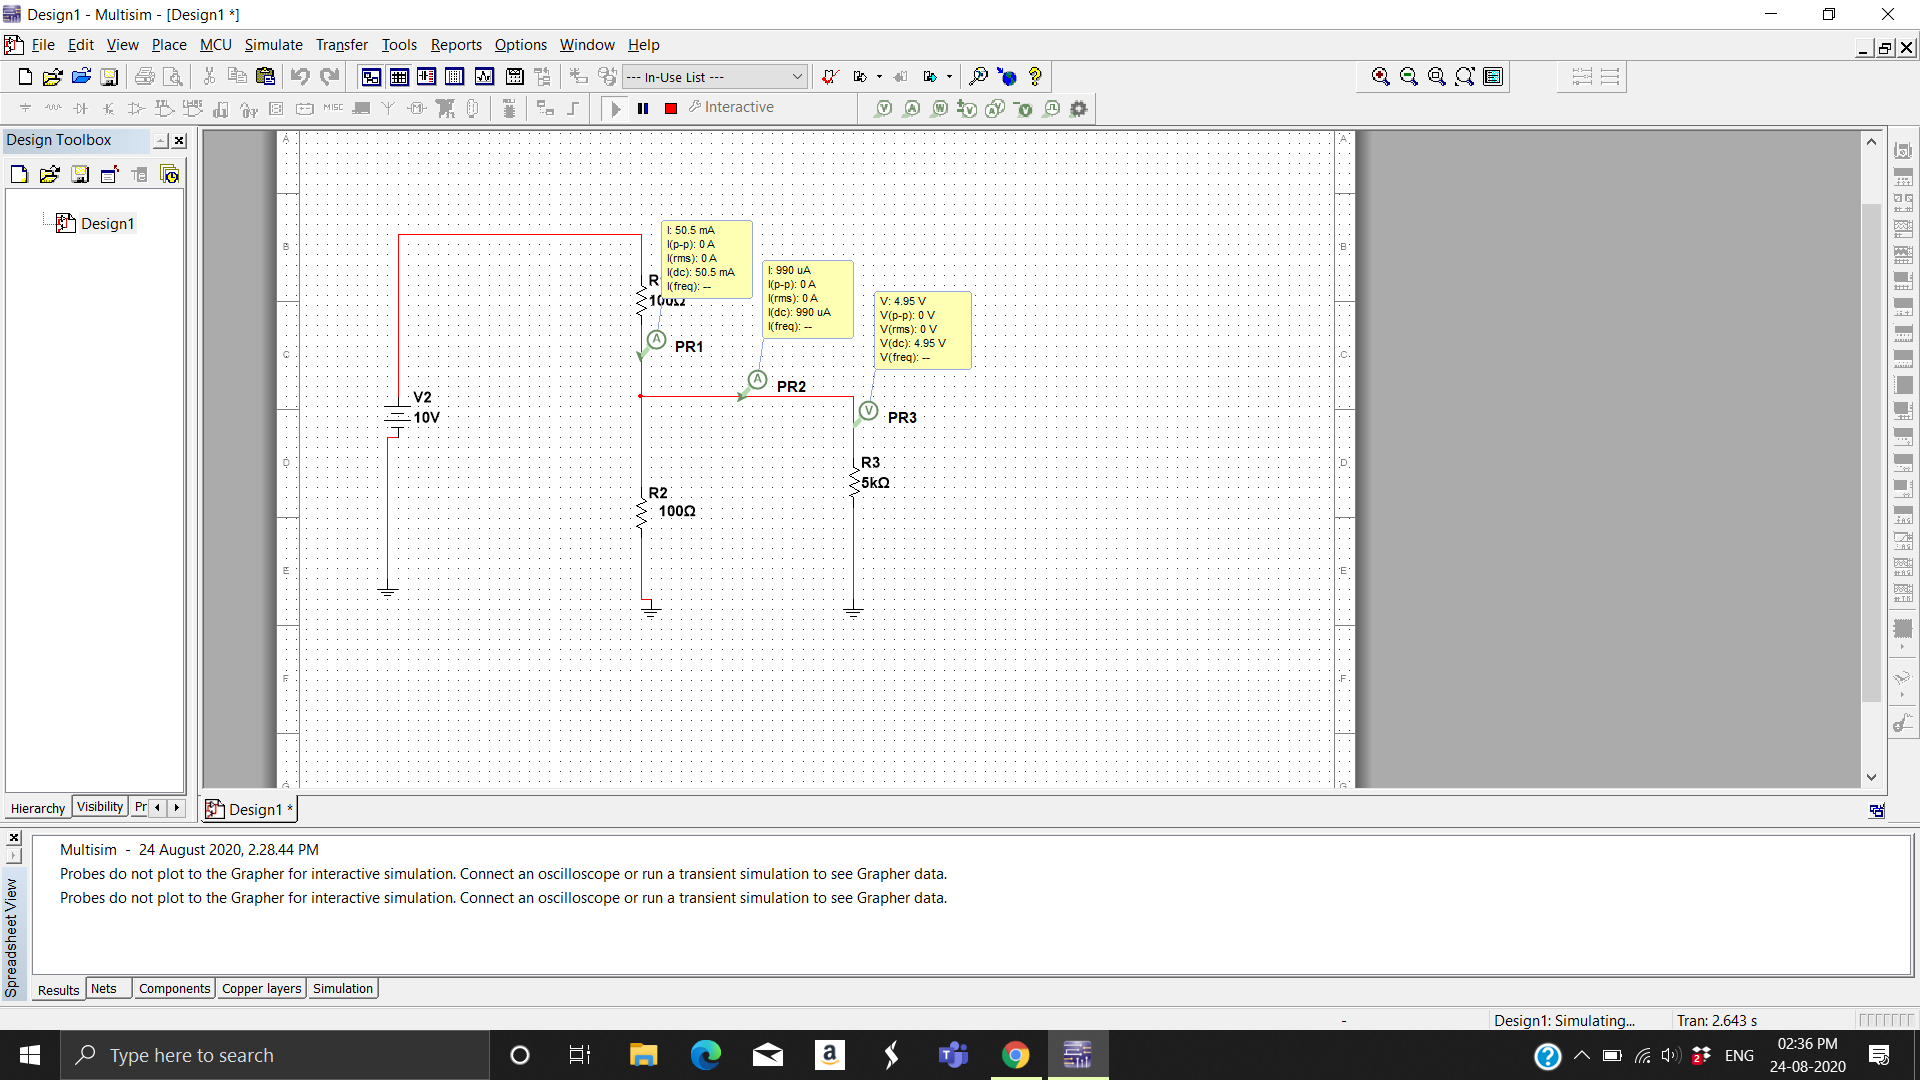 Design1 - Multisim - [Design1 *]
File Edit View Place MCU Simulate Transfer Tools Reports Options Window Help
--- In-Use List ---
MISC Interactive
Design Toolbox
Design1
A A
B B
C C
D D
E E
F F
G G
I: 50.5 mA
I(p-p): 0 A
I(rms): 0 A
I(dc): 50.5 mA
I(freq): --
I: 990 uA
I(p-p): 0 A
I(rms): 0 A
I(dc): 990 uA
I(freq): --
V: 4.95 V
V(p-p): 0 V
V(rms): 0 V
V(dc): 4.95 V
V(freq): --
100Ω
A PR1
A PR2
V PR3
V2
10V
R3
5kΩ
R2
100Ω
Hierarchy Visibility Pr
Design1 *
Spreadsheet View
Multisim - 24 August 2020, 2.28.44 PM
Probes do not plot to the Grapher for interactive simulation. Connect an oscilloscope or run a transient simulation to see Grapher data.
Probes do not plot to the Grapher for interactive simulation. Connect an oscilloscope or run a transient simulation to see Grapher data.
Results Nets Components Copper layers Simulation
- Design1: Simulating... Tran: 2.643 s
Type here to search
ENG
02:36 PM
24-08-2020